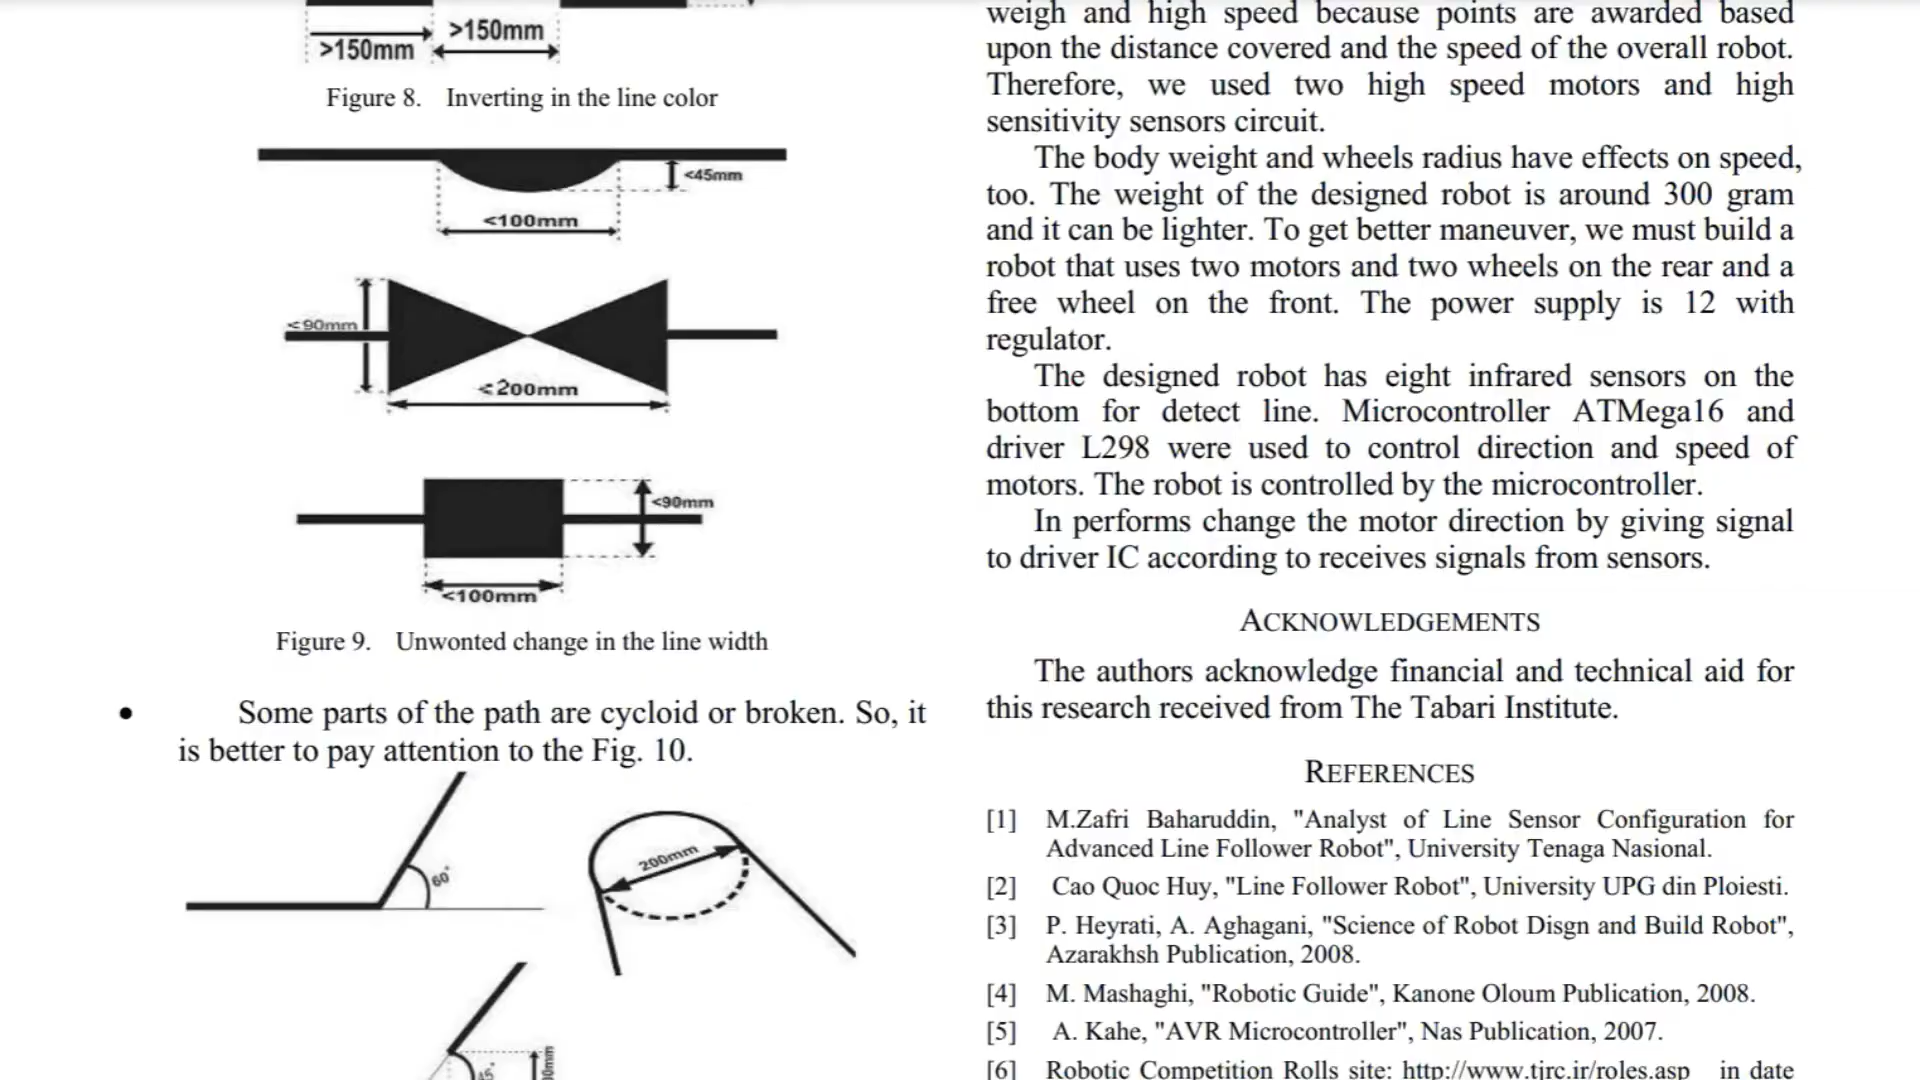 >150mm
>150mm
Figure 8. Inverting in the line color
<45mm
<100mm
<90mm
<200mm
<90mm
<100mm
Figure 9. Unwonted change in the line width
• Some parts of the path are cycloid or broken. So, it
is better to pay attention to the Fig. 10.
60°
200mm
45°
weigh and high speed because points are awarded based
upon the distance covered and the speed of the overall robot.
Therefore, we used two high speed motors and high
sensitivity sensors circuit.
The body weight and wheels radius have effects on speed,
too. The weight of the designed robot is around 300 gram
and it can be lighter. To get better maneuver, we must build a
robot that uses two motors and two wheels on the rear and a
free wheel on the front. The power supply is 12 with
regulator.
The designed robot has eight infrared sensors on the
bottom for detect line. Microcontroller ATMega16 and
driver L298 were used to control direction and speed of
motors. The robot is controlled by the microcontroller.
In performs change the motor direction by giving signal
to driver IC according to receives signals from sensors.
ACKNOWLEDGEMENTS
The authors acknowledge financial and technical aid for
this research received from The Tabari Institute.
REFERENCES
[1] M.Zafri Baharuddin, "Analyst of Line Sensor Configuration for
Advanced Line Follower Robot", University Tenaga Nasional.
[2] Cao Quoc Huy, "Line Follower Robot", University UPG din Ploiesti.
[3] P. Heyrati, A. Aghagani, "Science of Robot Disgn and Build Robot",
Azarakhsh Publication, 2008.
[4] M. Mashaghi, "Robotic Guide", Kanone Oloum Publication, 2008.
[5] A. Kahe, "AVR Microcontroller", Nas Publication, 2007.
[6] Robotic Competition Rolls site: http://www.tirc.ir/roles.asp in date